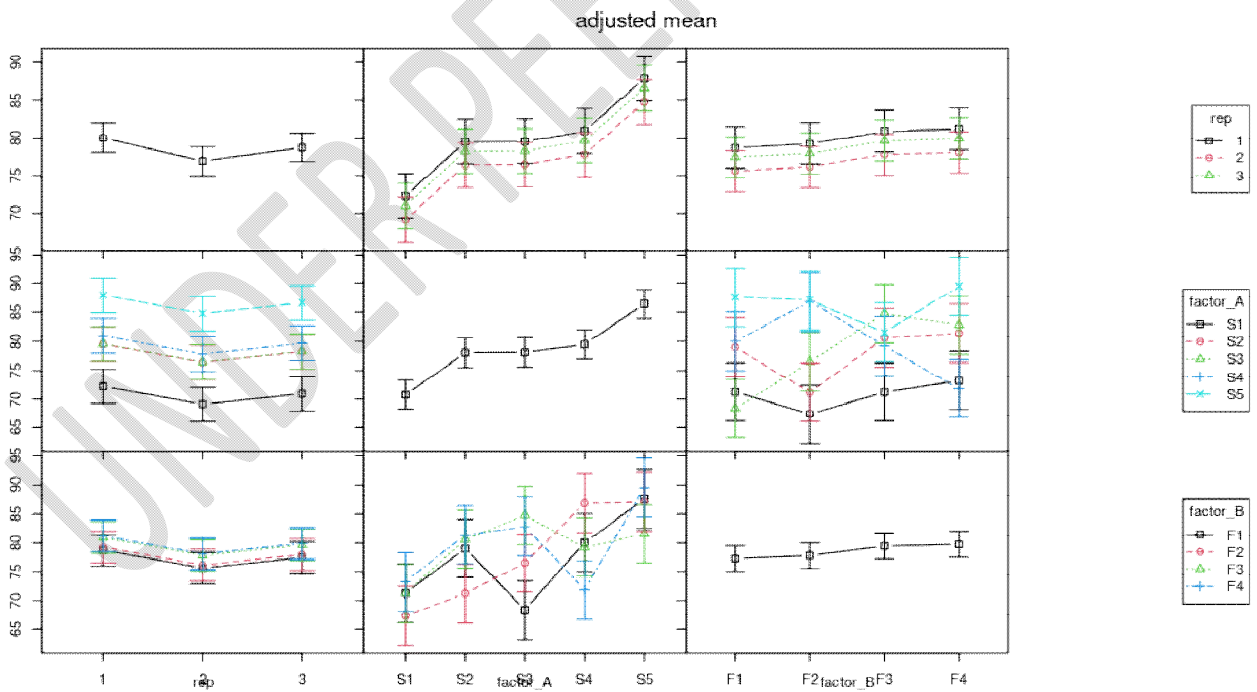 adjusted mean
90
85
80
75
70
rep
1
2
3
95
90
85
80
75
70
65
factor_A
S1
S2
S3
S4
S5
95
90
85
80
75
70
65
factor_B
F1
F2
F3
F4
1 2 3
rep
S1 S2 S3 S4 S5
factor_A
F1 F2 F3 F4
factor_B
UNDER PEE